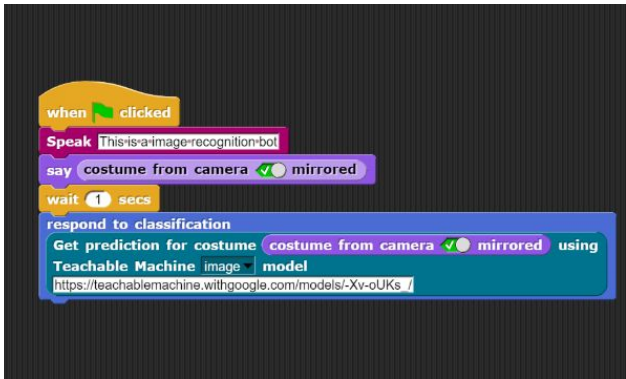 when clicked
Speak This is a image recognition bot
say costume from camera mirrored
wait 1 secs
respond to classification
Get prediction for costume costume from camera mirrored using
Teachable Machine image model
https://teachablemachine.withgoogle.com/models/-Xv-oUKs_/